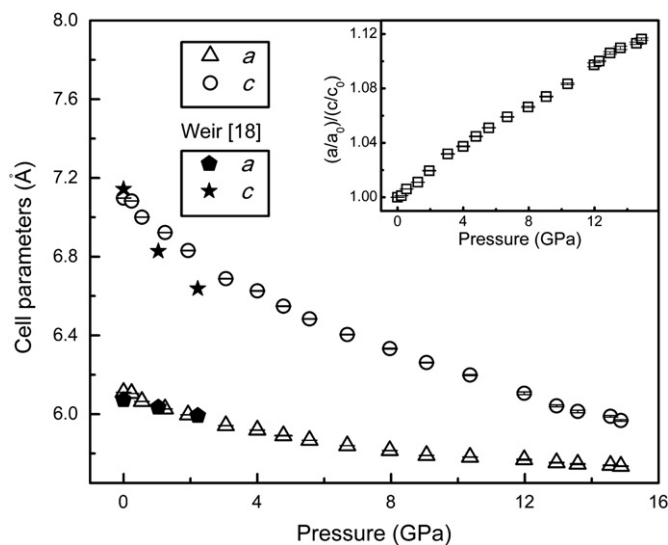 8.0
7.6
7.2
6.8
6.4
6.0
Cell parameters (Å)
0
4
8
12
16
Pressure (GPa)
a
c
Weir [18]
a
c
1.12
1.08
1.04
1.00
(a/a0)/(c/c0)
0
4
8
12
Pressure (GPa)